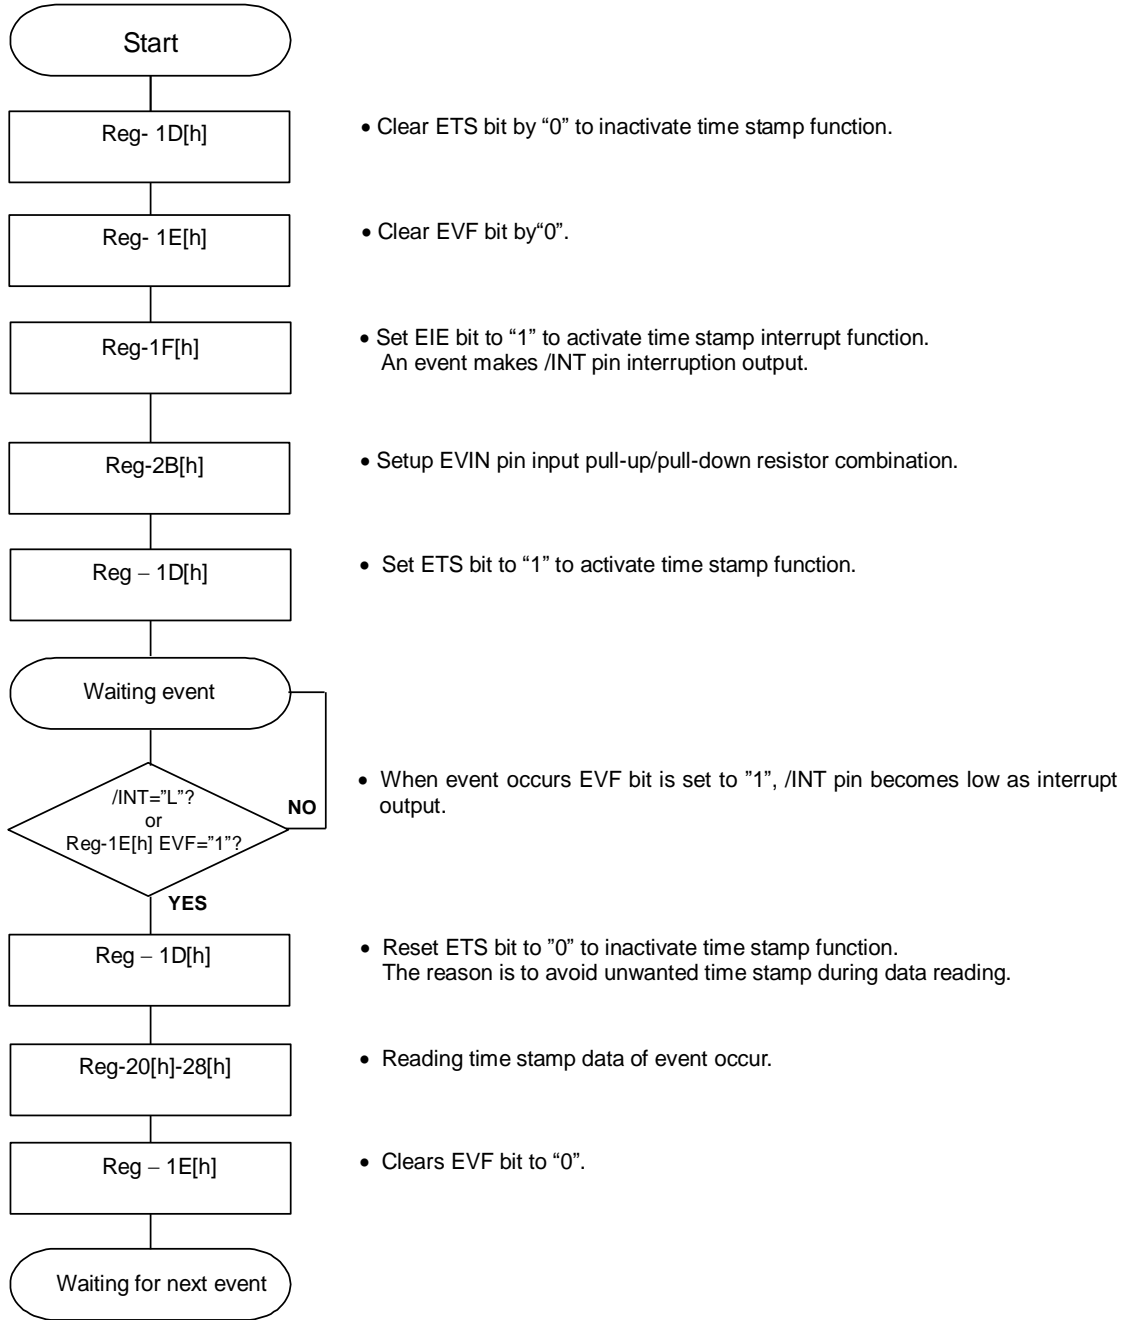 Start
Reg- 1D[h]
• Clear ETS bit by “0” to inactivate time stamp function.
Reg- 1E[h]
• Clear EVF bit by“0”.
Reg-1F[h]
• Set EIE bit to “1” to activate time stamp interrupt function.
An event makes /INT pin interruption output.
Reg-2B[h]
• Setup EVIN pin input pull-up/pull-down resistor combination.
Reg – 1D[h]
• Set ETS bit to “1” to activate time stamp function.
Waiting event
/INT=”L”?
or
Reg-1E[h] EVF=”1”?
NO
• When event occurs EVF bit is set to ”1”, /INT pin becomes low as interrupt
output.
YES
Reg – 1D[h]
• Reset ETS bit to ”0” to inactivate time stamp function.
The reason is to avoid unwanted time stamp during data reading.
Reg-20[h]-28[h]
• Reading time stamp data of event occur.
Reg – 1E[h]
• Clears EVF bit to “0”.
Waiting for next event